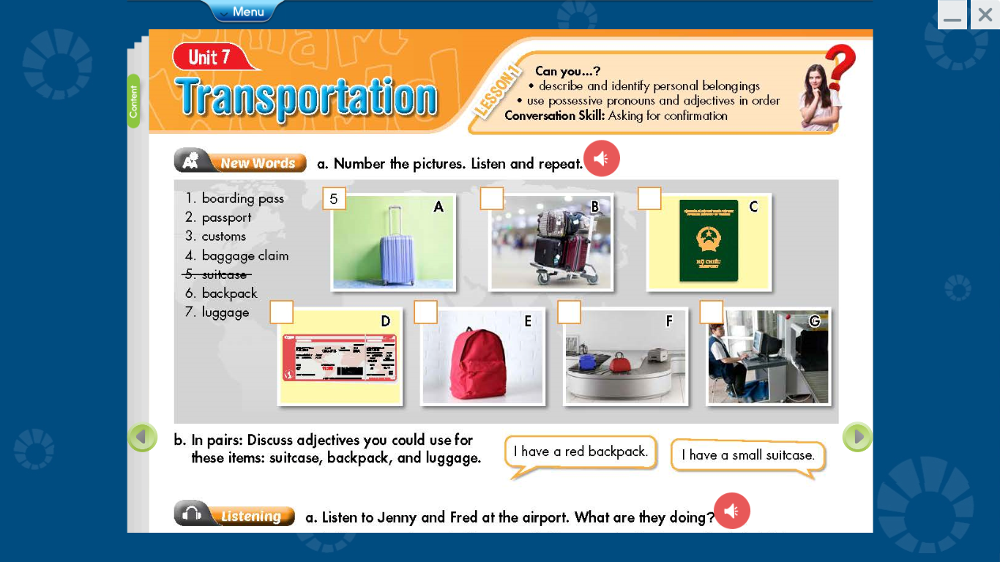 Menu
Content
Unit 7
Transportation
LESSON 1
Can you...?
• describe and identify personal belongings
• use possessive pronouns and adjectives in order
Conversation Skill: Asking for confirmation
New Words
a. Number the pictures. Listen and repeat.
1. boarding pass
2. passport
3. customs
4. baggage claim
5. suitcase
6. backpack
7. luggage
5
A
B
C
HỘ CHIẾU
PASSPORT
D
E
F
G
b. In pairs: Discuss adjectives you could use for
these items: suitcase, backpack, and luggage.
I have a red backpack.
I have a small suitcase.
Listening
a. Listen to Jenny and Fred at the airport. What are they doing?